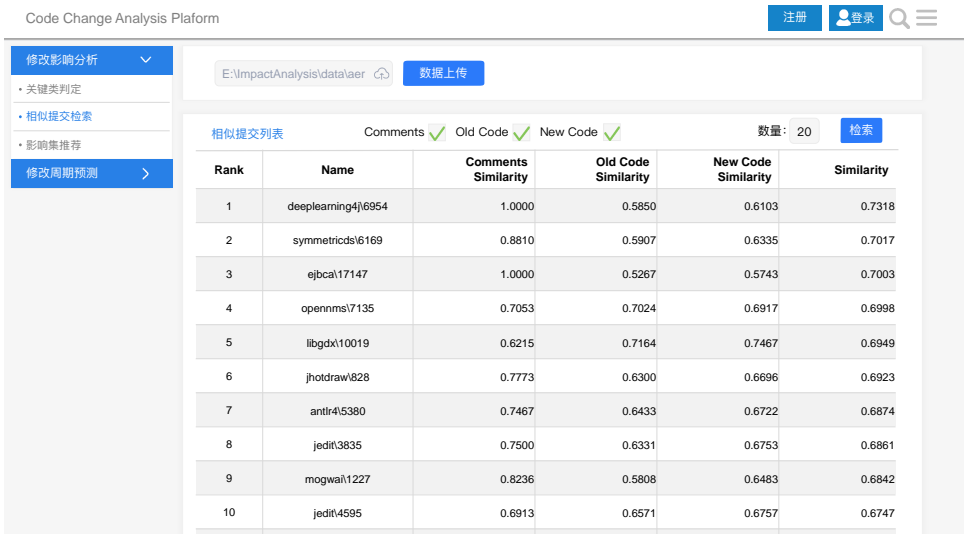 Code Change Analysis Plaform
注册 登录
修改影响分析
• 关键类判定
• 相似提交检索
• 影响集推荐
修改周期预测
E:\ImpactAnalysis\data\aer 数据上传
相似提交列表 Comments Old Code New Code 数量: 20 检索
Rank Name Comments Similarity Old Code Similarity New Code Similarity Similarity
1 deeplearning4j\6954 1.0000 0.5850 0.6103 0.7318
2 symmetricds\6169 0.8810 0.5907 0.6335 0.7017
3 ejbca\17147 1.0000 0.5267 0.5743 0.7003
4 opennms\7135 0.7053 0.7024 0.6917 0.6998
5 libgdx\10019 0.6215 0.7164 0.7467 0.6949
6 jhotdraw\828 0.7773 0.6300 0.6696 0.6923
7 antlr4\5380 0.7467 0.6433 0.6722 0.6874
8 jedit\3835 0.7500 0.6331 0.6753 0.6861
9 mogwai\1227 0.8236 0.5808 0.6483 0.6842
10 jedit\4595 0.6913 0.6571 0.6757 0.6747